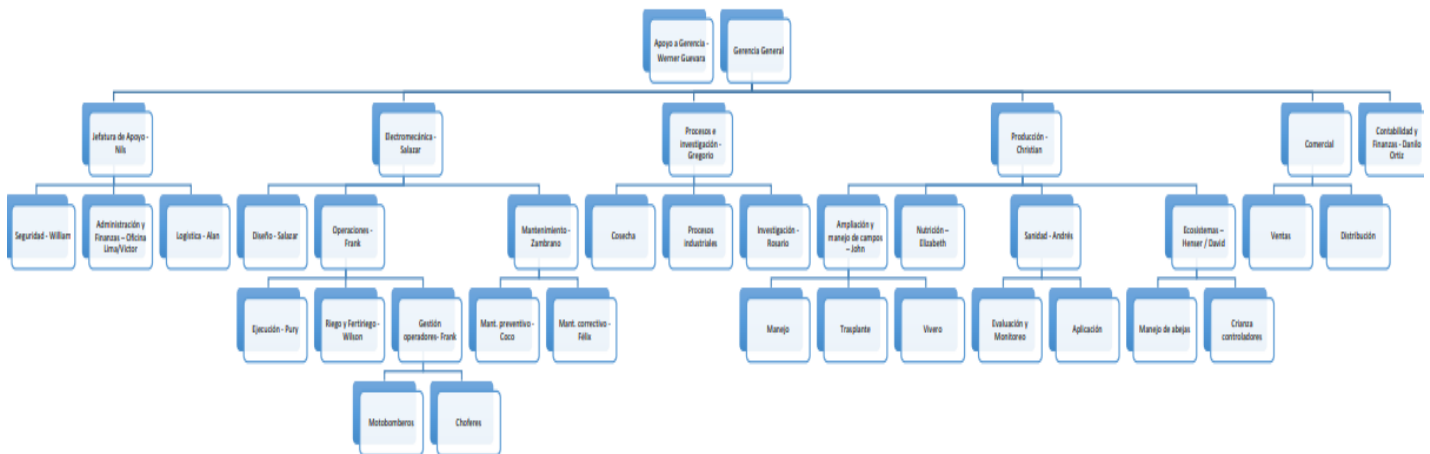 Apoyo a Gerencia -
Werner Guevara
Gerencia General
Jefatura de Apoyo -
Nils
Electromecánica -
Salazar
Procesos e
investigación -
Gregorio
Producción -
Christian
Comercial
Contabilidad y
Finanzas - Danilo
Ortiz
Seguridad - William
Administración y
Finanzas – Oficina
Lima/Victor
Logística - Alan
Diseño - Salazar
Operaciones -
Frank
Mantenimiento -
Zambrano
Cosecha
Procesos
industriales
Investigación -
Rosario
Ampliación y
manejo de campos
– John
Nutrición –
Elizabeth
Sanidad - Andrés
Ecosistemas –
Henser / David
Ventas
Distribución
Ejecución - Pury
Riego y Fertiriego -
Wilson
Gestión
operadores- Frank
Mant. preventivo -
Coco
Mant. correctivo -
Félix
Manejo
Trasplante
Vivero
Evaluación y
Monitoreo
Aplicación
Manejo de abejas
Crianza
controladores
Motobomberos
Choferes